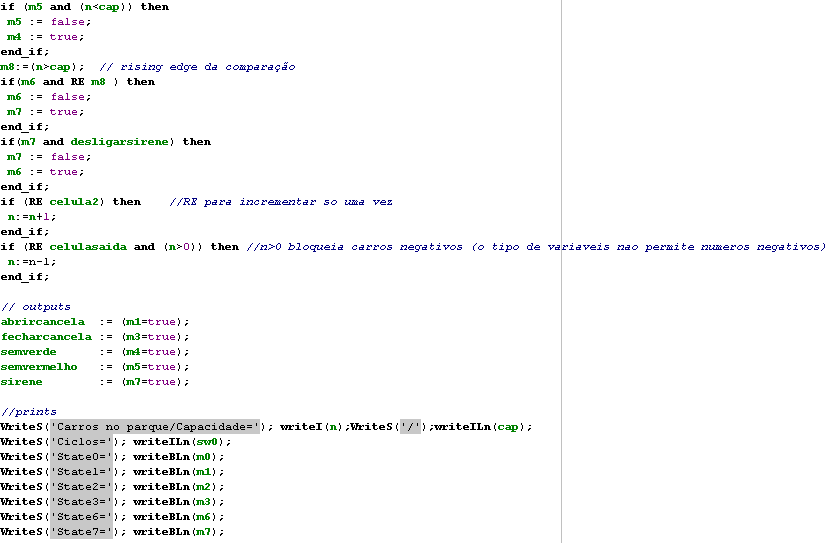 if (m5 and (n<cap)) then
m5 := false;
m4 := true;
end_if;
m8:=(n>cap); // rising edge da comparação
if(m6 and RE m8 ) then
m6 := false;
m7 := true;
end_if;
if(m7 and desligarsirene) then
m7 := false;
m6 := true;
end_if;
if (RE celula2) then //RE para incrementar so uma vez
n:=n+1;
end_if;
if (RE celulasaida and (n>0)) then //n>0 bloqueia carros negativos (o tipo de variaveis nao permite numeros negativos)
n:=n-1;
end_if;
// outputs
abrircancela := (m1=true);
fecharcancela := (m3=true);
semverde := (m4=true);
semvermelho := (m5=true);
sirene := (m7=true);
//prints
WriteS('Carros no parque/Capacidade='); writeI(n);WriteS('/');writeILn(cap);
WriteS('Ciclos='); writeILn(sw0);
WriteS('State0='); writeBLn(m0);
WriteS('State1='); writeBLn(m1);
WriteS('State2='); writeBLn(m2);
WriteS('State3='); writeBLn(m3);
WriteS('State6='); writeBLn(m6);
WriteS('State7='); writeBLn(m7);